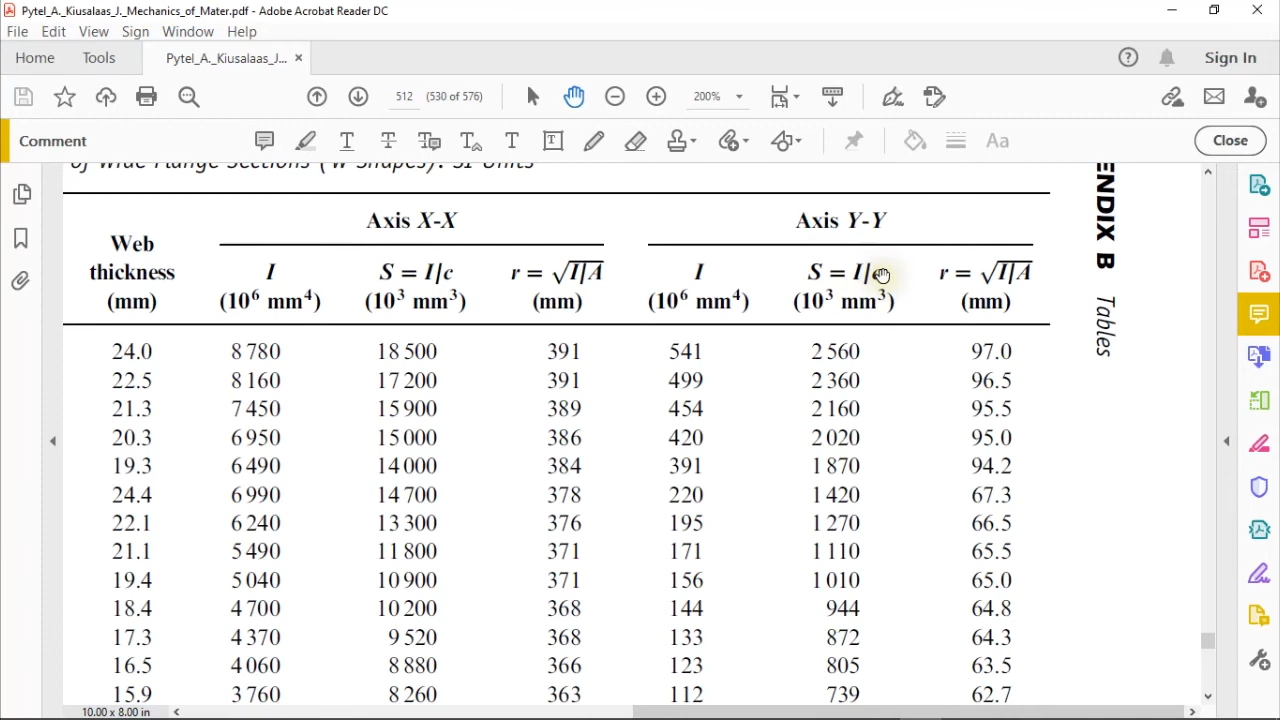 Pytel_A._Kiusalaas_J._Mechanics_of_Mater.pdf - Adobe Acrobat Reader DC
File Edit View Sign Window Help
Home Tools Pytel_A._Kiusalaas_J... × Sign In
512 (530 of 576) 200%
Comment Aa Close
of Wide-Flange Sections (W-Shapes): SI Units
Axis X-X Axis Y-Y
Web
thickness I S = I/c r = √I/A I S = I/c r = √I/A
(mm) (10⁶ mm⁴) (10³ mm³) (mm) (10⁶ mm⁴) (10³ mm³) (mm)
24.0 8 780 18 500 391 541 2 560 97.0
22.5 8 160 17 200 391 499 2 360 96.5
21.3 7 450 15 900 389 454 2 160 95.5
20.3 6 950 15 000 386 420 2 020 95.0
19.3 6 490 14 000 384 391 1 870 94.2
24.4 6 990 14 700 378 220 1 420 67.3
22.1 6 240 13 300 376 195 1 270 66.5
21.1 5 490 11 800 371 171 1 110 65.5
19.4 5 040 10 900 371 156 1 010 65.0
18.4 4 700 10 200 368 144 944 64.8
17.3 4 370 9 520 368 133 872 64.3
16.5 4 060 8 880 366 123 805 63.5
15.9 3 760 8 260 363 112 739 62.7
ENDIX B Tables
10.00 x 8.00 in